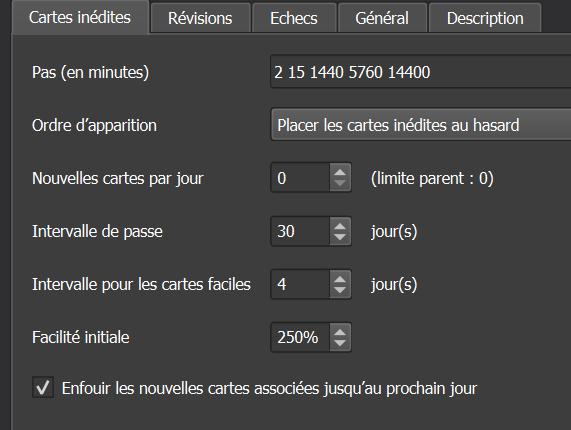 Cartes inédites Révisions Echecs Général Description
Pas (en minutes) 2 15 1440 5760 14400
Ordre d’apparition Placer les cartes inédites au hasard
Nouvelles cartes par jour 0 (limite parent : 0)
Intervalle de passe 30 jour(s)
Intervalle pour les cartes faciles 4 jour(s)
Facilité initiale 250%
Enfouir les nouvelles cartes associées jusqu’au prochain jour